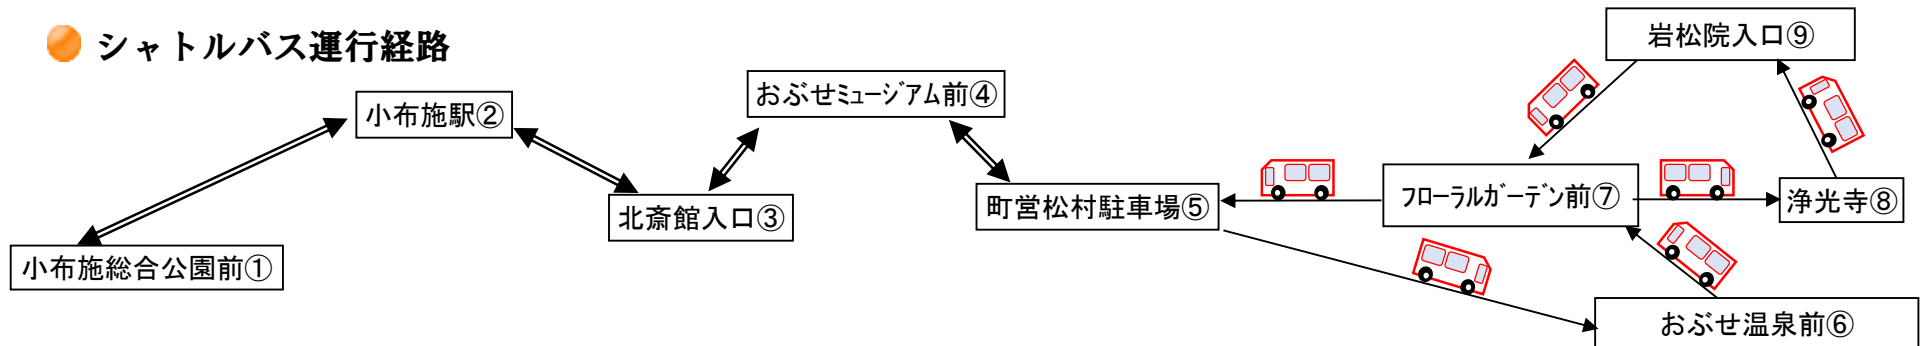 シャトルバス運行経路
小布施総合公園前①
小布施駅②
北斎館入口③
おぶせﾐｭｰｼﾞｱﾑ前④
町営松村駐車場⑤
おぶせ温泉前⑥
ﾌﾛｰﾗﾙｶﾞｰﾃﾞﾝ前⑦
浄光寺⑧
岩松院入口⑨